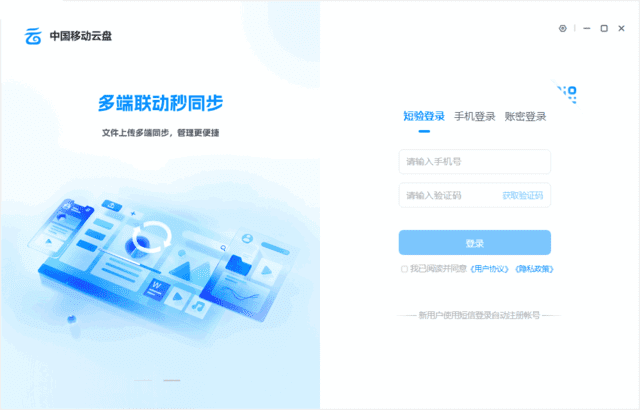 中国移动云盘
多端联动秒同步
文件上传多端同步，管理更便捷
W
短验登录 手机登录 账密登录
请输入手机号
请输入验证码 获取验证码
登录
我已阅读并同意《用户协议》《隐私政策》
新用户使用短信登录自动注册帐号